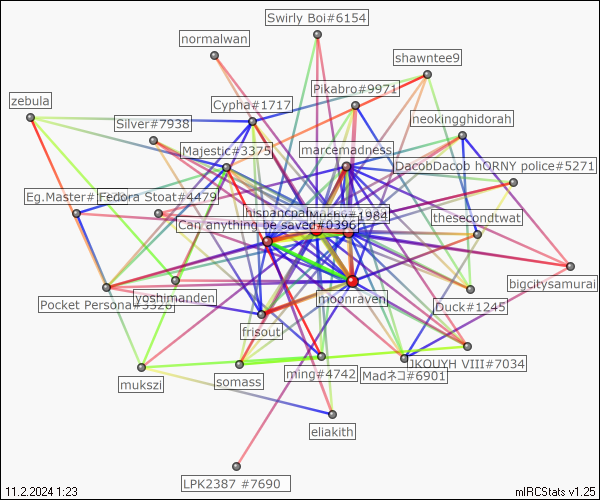 Swirly Boi#6154
normalwan
shawntee9
Pikabro#9971
zebula
Cypha#1717
neokingghidorah
Silver#7938
Majestic#3375
marcemadness
DacobDacob hORNY police#5271
Eg.Master#
Fedora Stoat#4479
#1984
thesecondtwat
Can anything be saved#0396
bigcitysamurai
Pocket Persona#5326
yoshimanden
moonraven
Duck#1245
frisout
JKOUYH VIII#7034
ming#4742
Madネコ#6901
mukszi
somass
eliakith
LPK2387 #7690
11.2.2024 1:23
mIRCStats v1.25